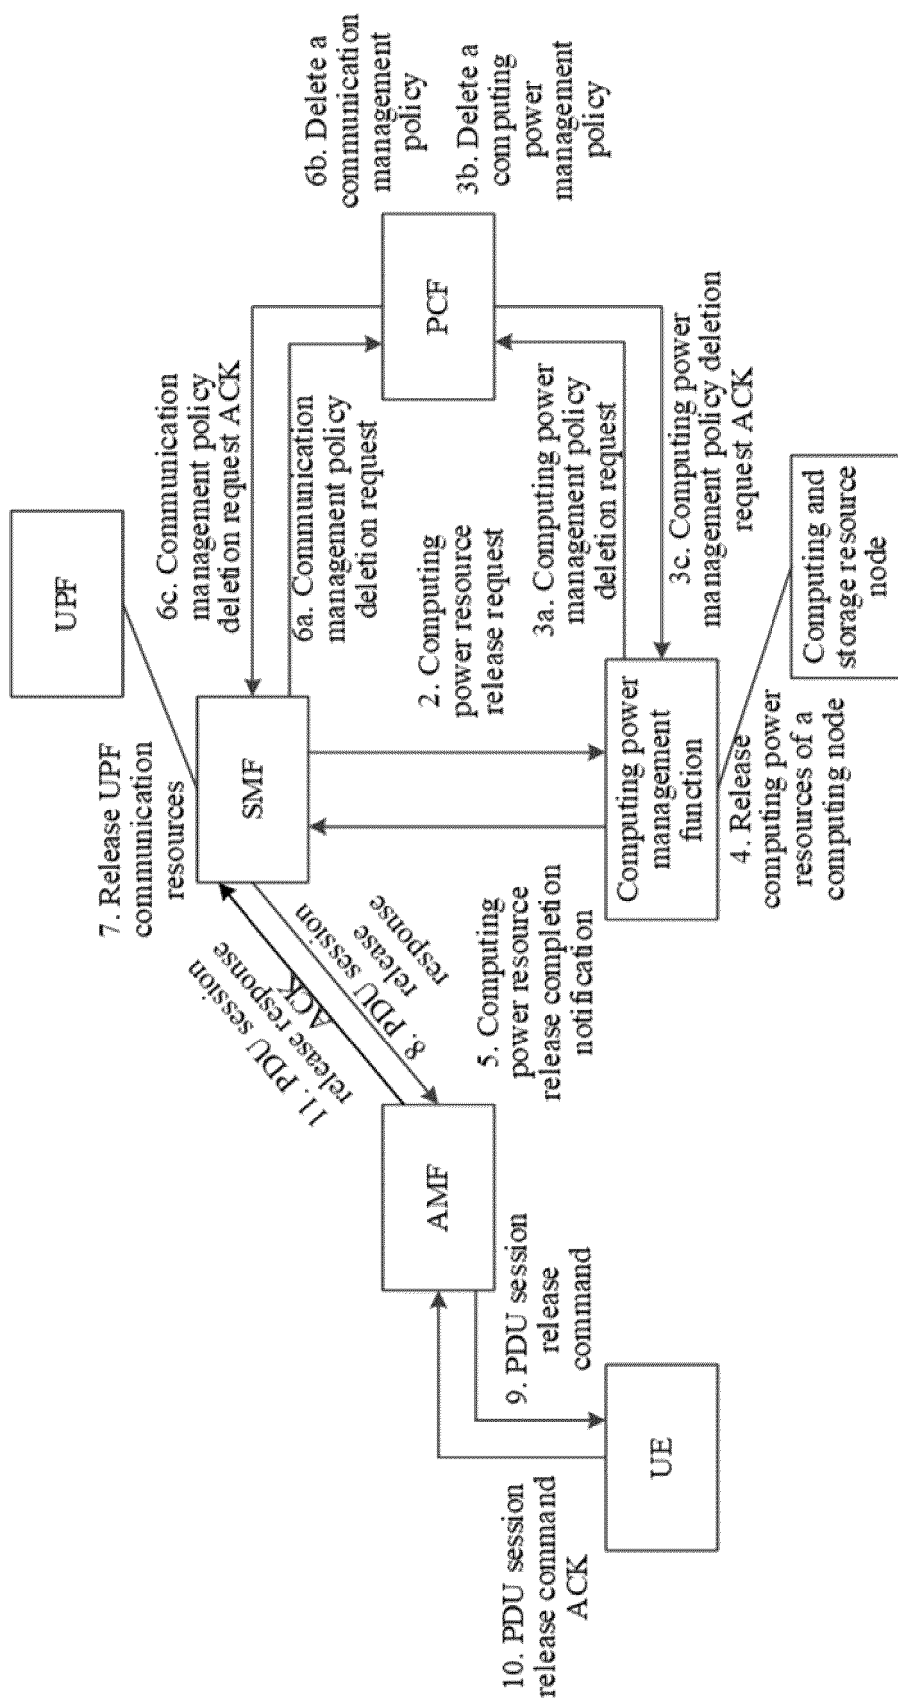 UPF
7. Release UPF
communication
resources
6c. Communication
management policy
deletion request ACK
6b. Delete a
communication
management
policy
SMF
6a. Communication
management policy
deletion request
PCF
3b. Delete a
computing
power
management
policy
11. PDU session
release response
ACK
8. PDU session
release
response
2. Computing
power resource
release request
AMF
5. Computing
power resource
release completion
notification
3a. Computing power
management policy
deletion request
9. PDU session
release
command
Computing power
management
function
3c. Computing power
management policy deletion
request ACK
10. PDU session
release command
ACK
UE
4. Release
computing power
resources of a
computing node
Computing and
storage resource
node